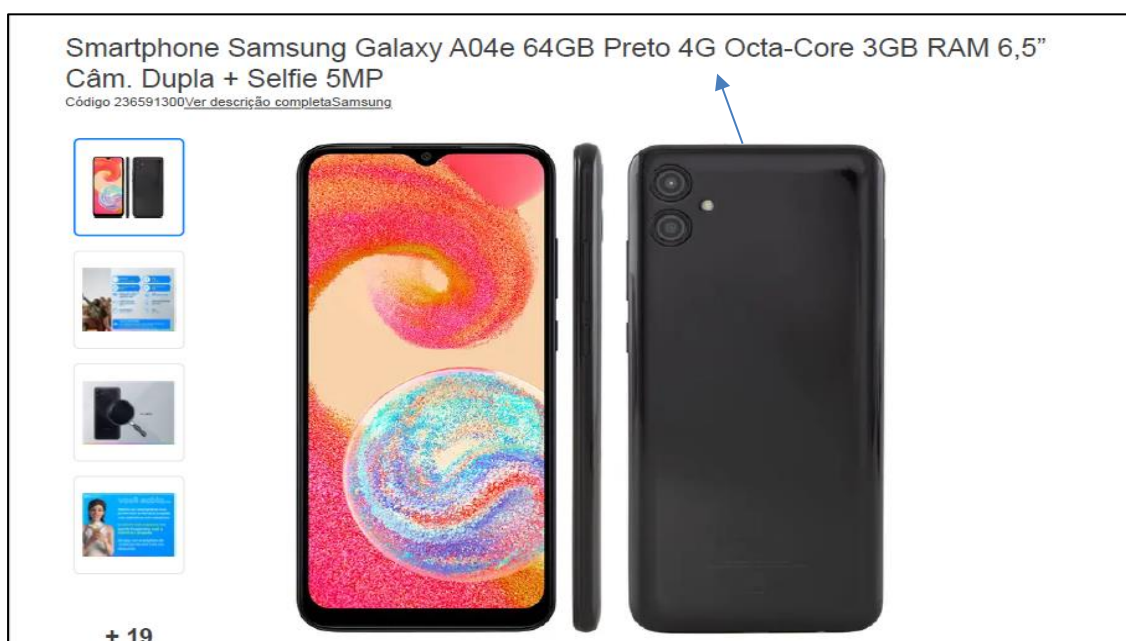 Smartphone Samsung Galaxy A04e 64GB Preto 4G Octa-Core 3GB RAM 6,5”
Câm. Dupla + Selfie 5MP
Código 236591300Ver descrição completaSamsung
+ 19